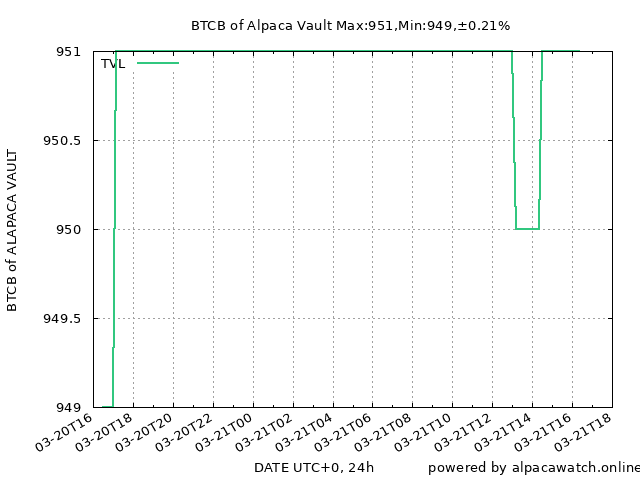 BTCB of Alpaca Vault Max:951,Min:949,±0.21%
951
TVL
950.5
950
949.5
949
BTCB of ALAPACA VAULT
03-20T16
03-20T18
03-20T20
03-20T22
03-21T00
03-21T02
03-21T04
03-21T06
03-21T08
03-21T10
03-21T12
03-21T14
03-21T16
03-21T18
DATE UTC+0, 24h
powered by alpacawatch.online